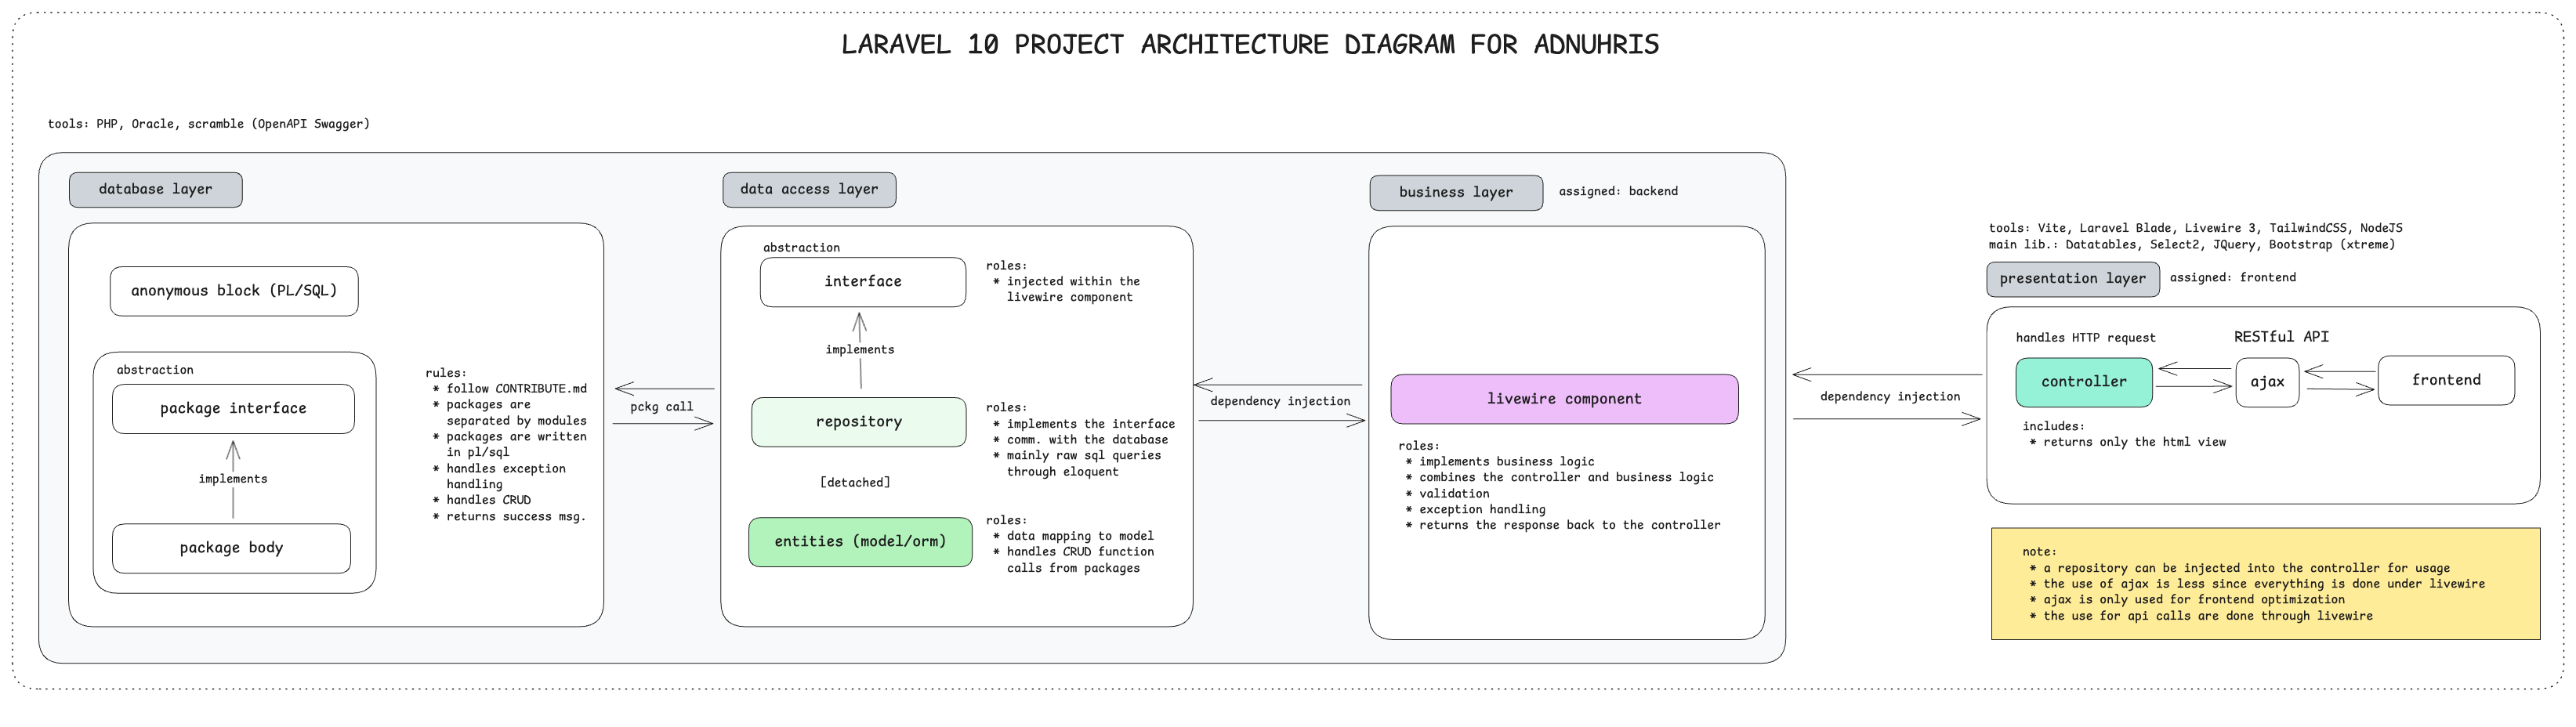 LARAVEL 10 PROJECT ARCHITECTURE DIAGRAM FOR ADNUHRIS
tools: PHP, Oracle, scramble (OpenAPI Swagger)
database layer
anonymous block (PL/SQL)
abstraction
package interface
implements
package body
rules:
* follow CONTRIBUTE.md
* packages are
separated by modules
* packages are written
in pl/sql
* handles exception
handling
* handles CRUD
* returns success msg.
pckg call
data access layer
abstraction
interface
roles:
* injected within the
livewire component
implements
repository
roles:
* implements the interface
* comm. with the database
* mainly raw sql queries
through eloquent
[detached]
entities (model/orm)
roles:
* data mapping to model
* handles CRUD function
calls from packages
dependency injection
business layer
assigned: backend
livewire component
roles:
* implements business logic
* combines the controller and business logic
* validation
* exception handling
* returns the response back to the controller
dependency injection
tools: Vite, Laravel Blade, Livewire 3, TailwindCSS, NodeJS
main lib.: Datatables, Select2, JQuery, Bootstrap (xtreme)
presentation layer
assigned: frontend
handles HTTP request
RESTful API
controller
ajax
frontend
includes:
* returns only the html view
note:
* a repository can be injected into the controller for usage
* the use of ajax is less since everything is done under livewire
* ajax is only used for frontend optimization
* the use for api calls are done through livewire